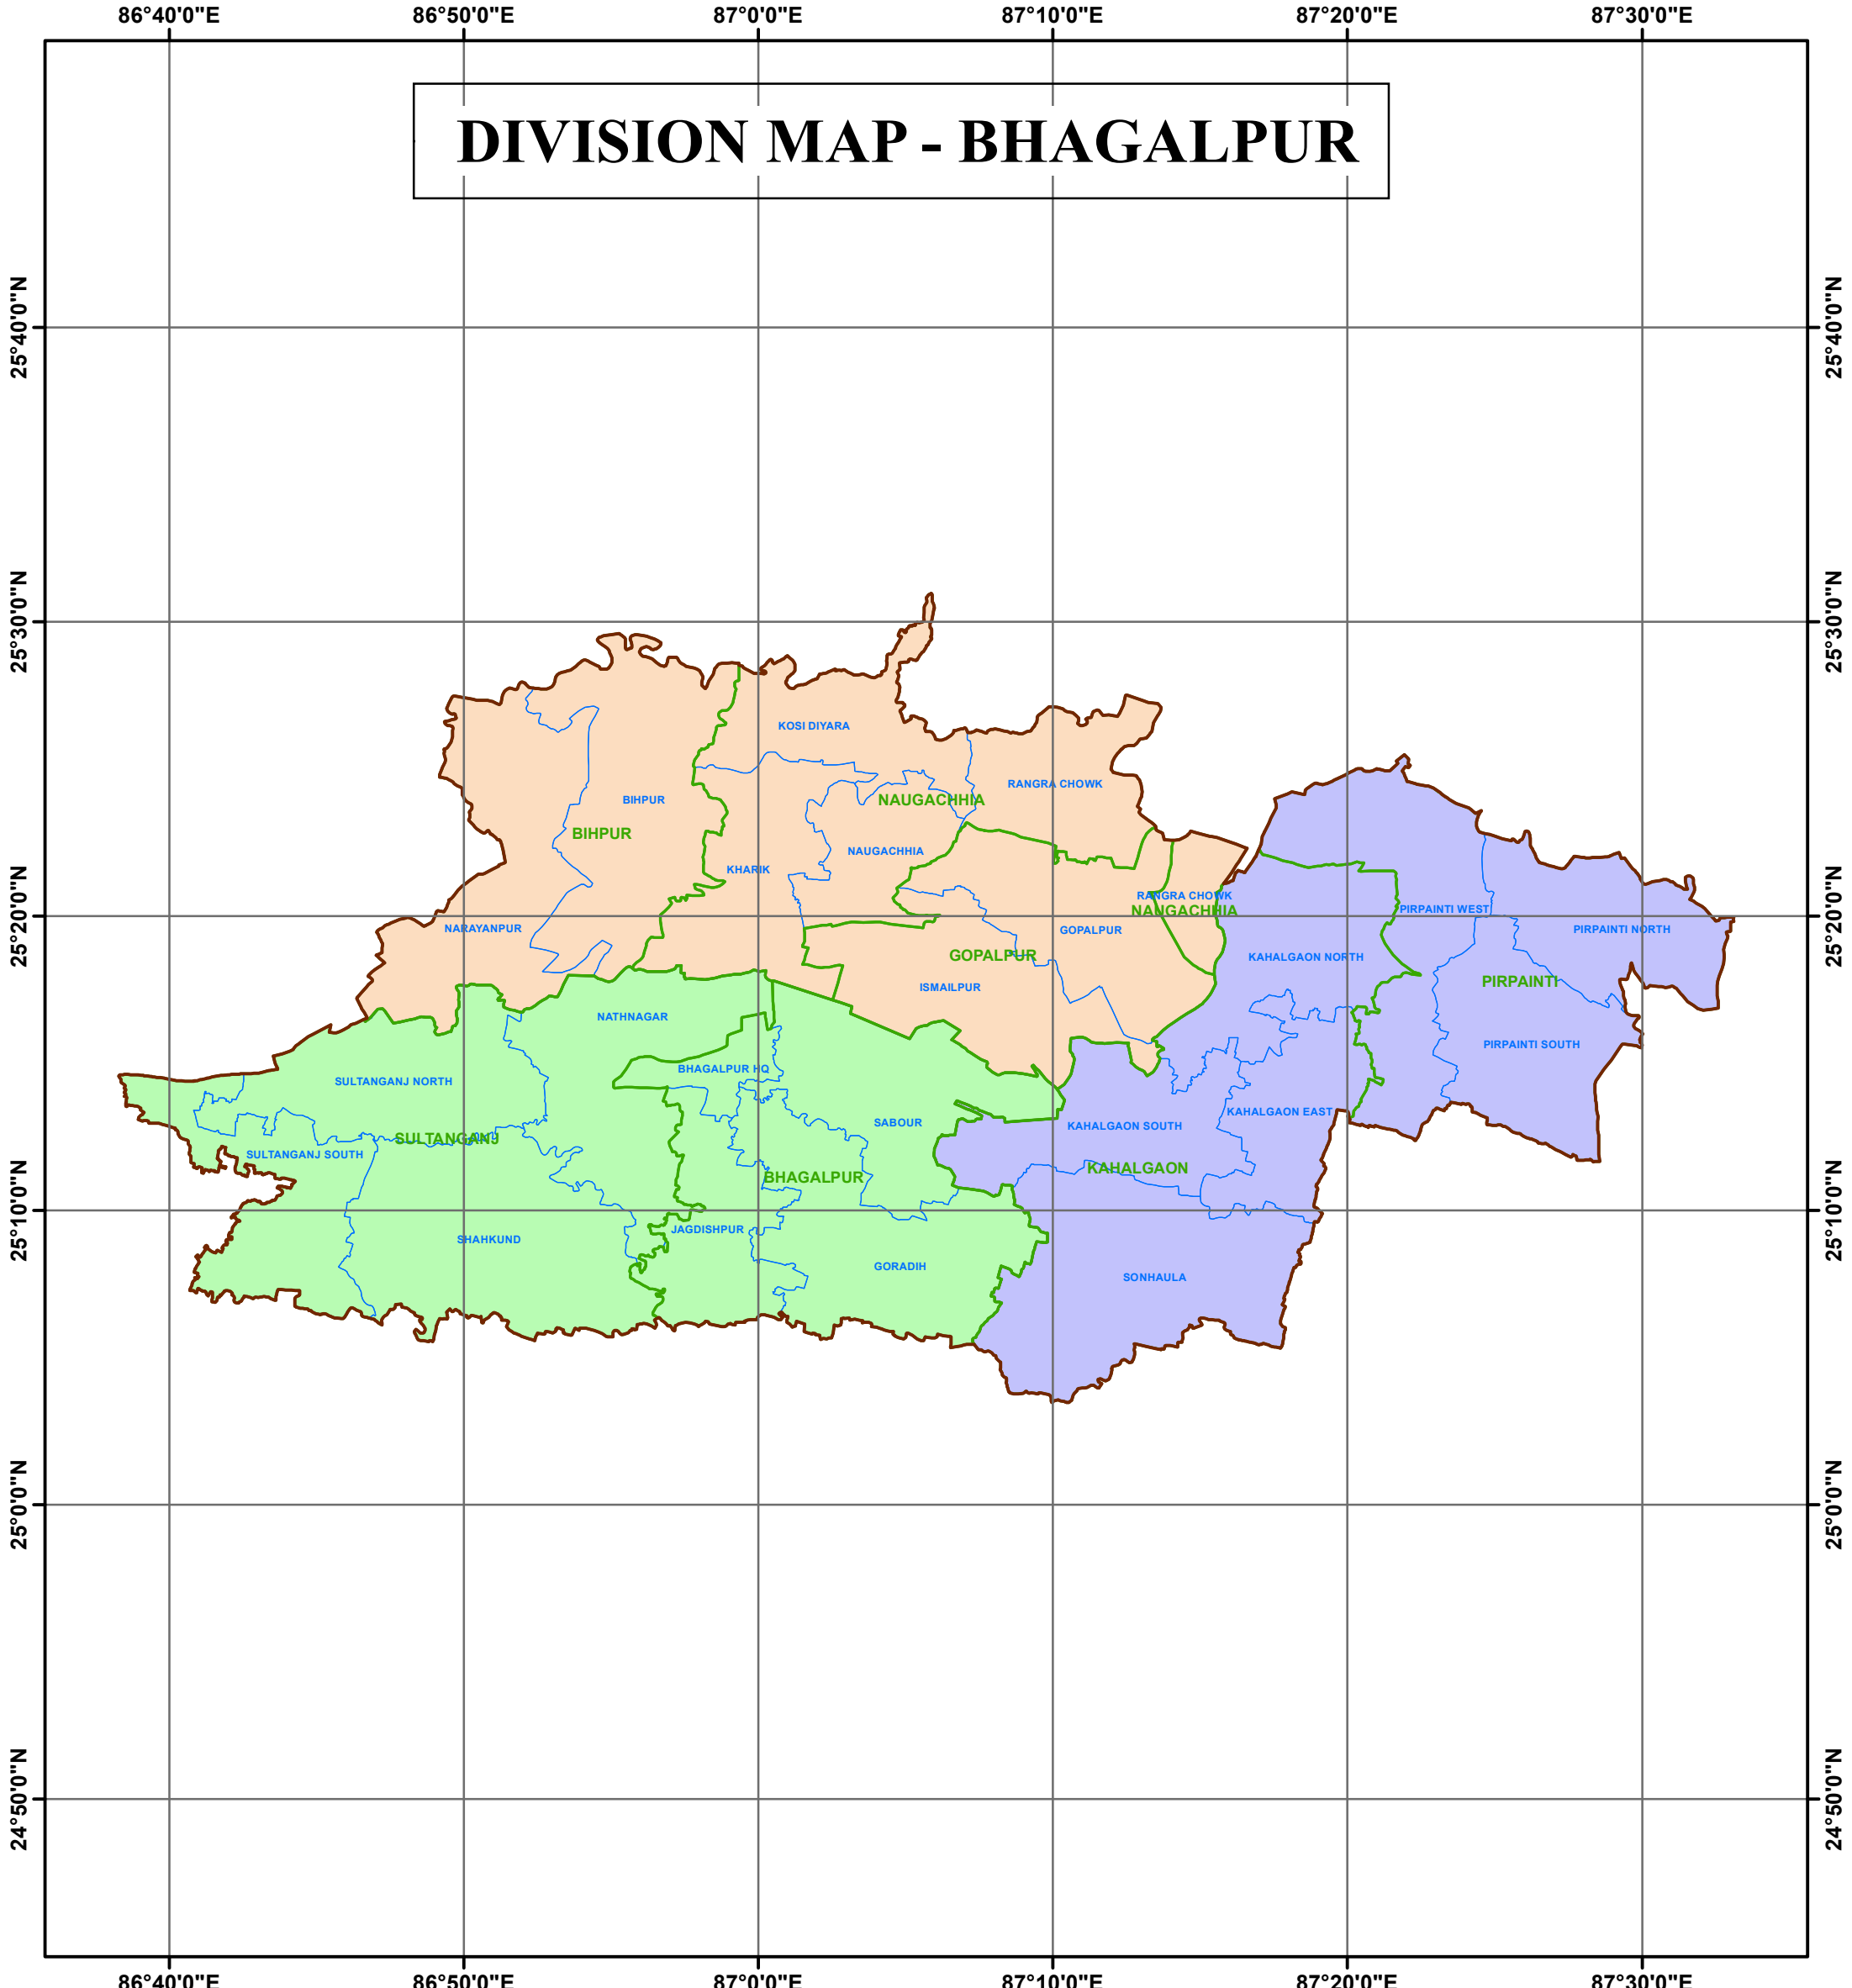 86°40'0"E 86°50'0"E 87°0'0"E 87°10'0"E 87°20'0"E 87°30'0"E
DIVISION MAP - BHAGALPUR
25°40'0"N 25°40'0"N
25°30'0"N 25°30'0"N
KOSI DIYARA
RANGRA CHOWK
BIHPUR
NAUGACHHIA
BIHPUR
NAUGACHHIA
KHARIK
RANGRA CHOWK
25°20'0"N 25°20'0"N
PIRPAINTI WEST
NAUGACHHIA
NARAYANPUR
GOPALPUR
PIRPAINTI NORTH
GOPALPUR
KAHALGAON NORTH
PIRPAINTI
ISMAILPUR
NATHNAGAR
PIRPAINTI SOUTH
BHAGALPUR HQ
SULTANGANJ NORTH
KAHALGAON EAST
SABOUR
KAHALGAON SOUTH
SULTANGANJ
SULTANGANJ SOUTH
KAHALGAON
BHAGALPUR
25°10'0"N 25°10'0"N
JAGDISHPUR
SHAHKUND
GORADIH
SONHAULA
25°0'0"N 25°0'0"N
24°50'0"N 24°50'0"N
86°40'0"E 86°50'0"E 87°0'0"E 87°10'0"E 87°20'0"E 87°30'0"E